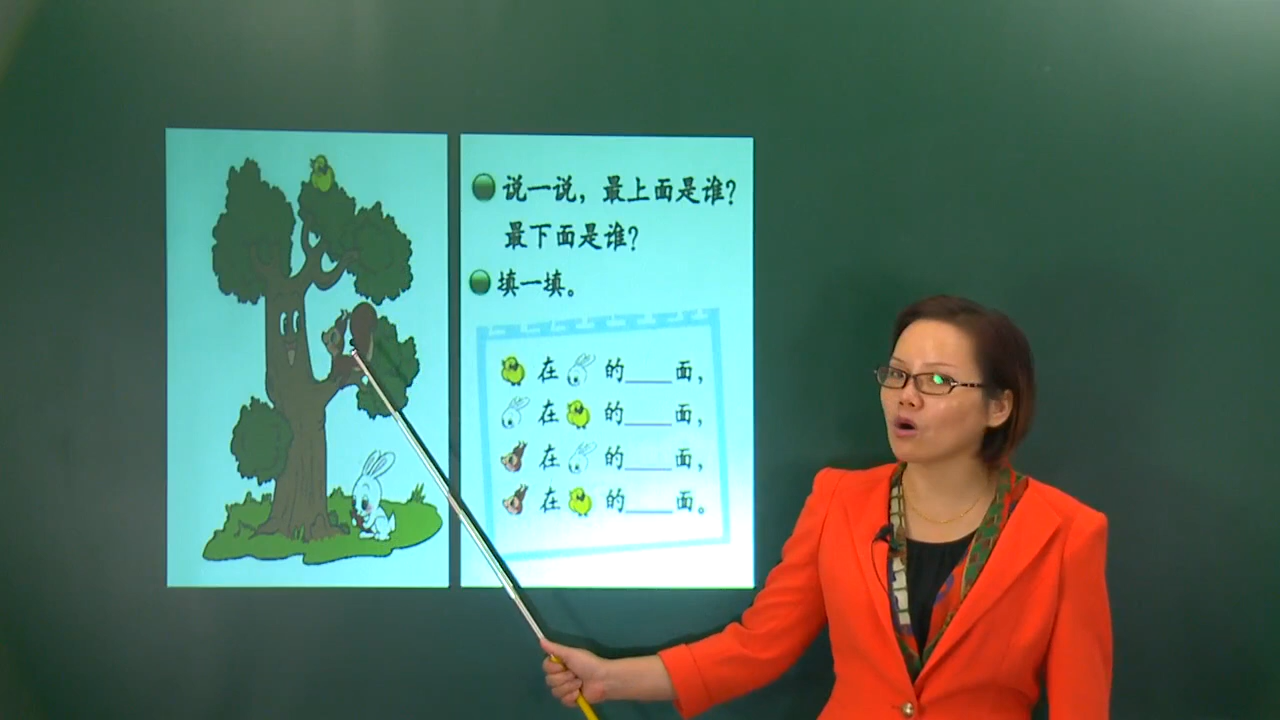 说一说，最上面是谁？
最下面是谁？
填一填。
在 的____面，
在 的____面，
在 的____面，
在 的____面。